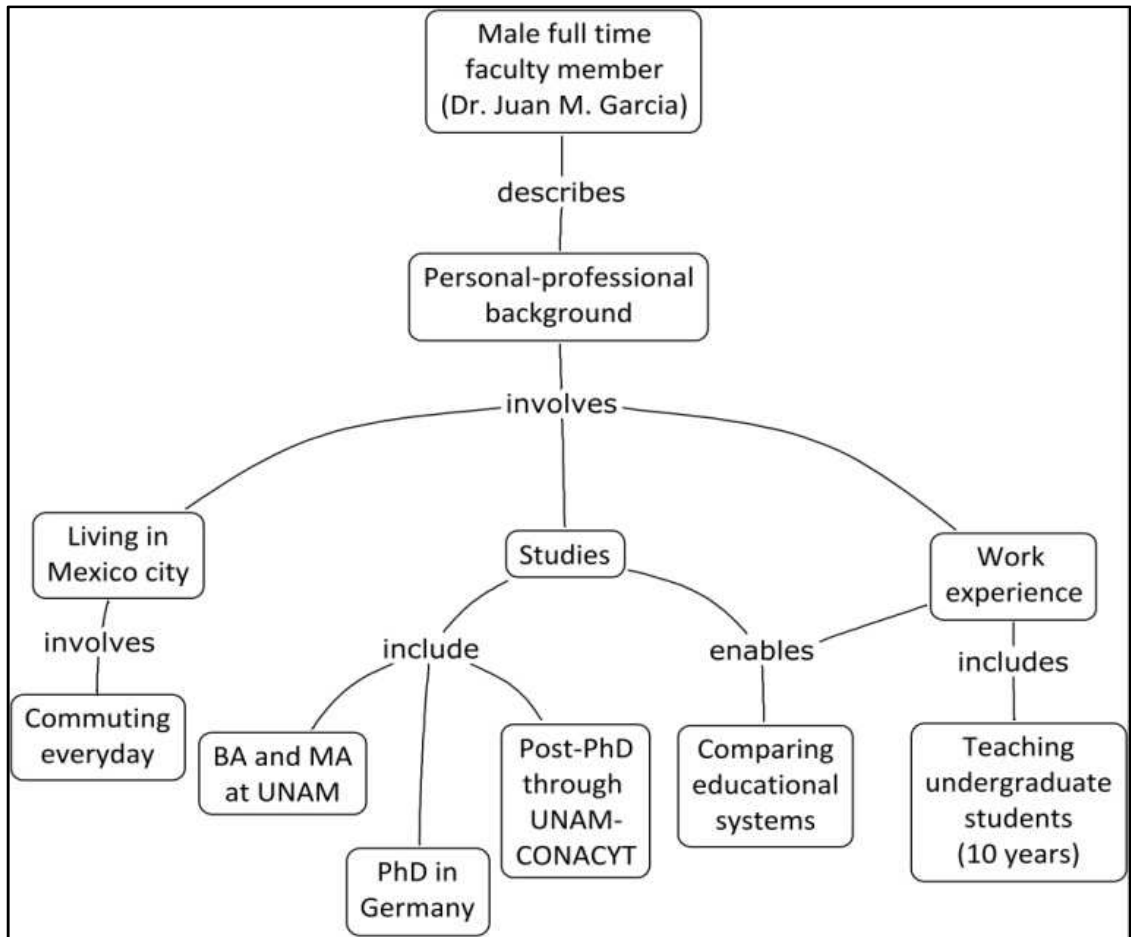 Male full time
faculty member
(Dr. Juan M. Garcia)
describes
Personal-professional
background
involves
Living in
Mexico city
Studies
Work
experience
involves
include
enables
includes
Commuting
everyday
BA and MA
at UNAM
PhD in
Germany
Post-PhD
through
UNAM-
CONACYT
Comparing
educational
systems
Teaching
undergraduate
students
(10 years)